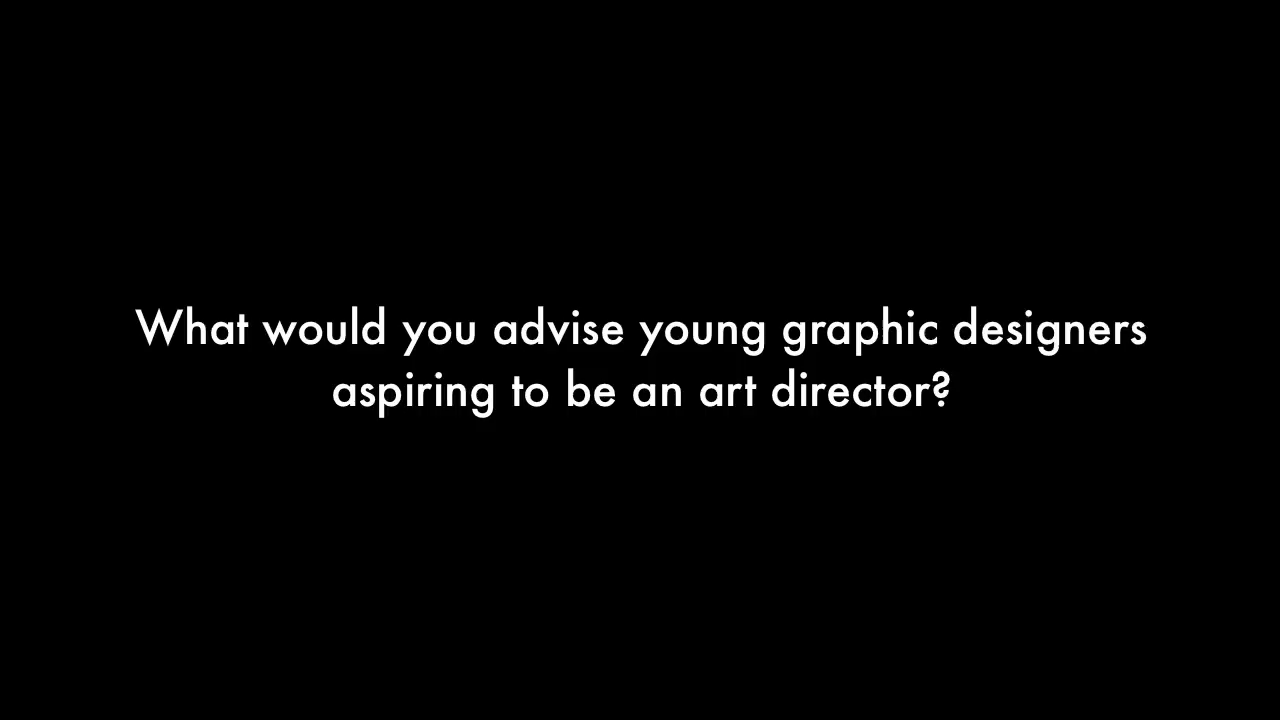 What would you advise young graphic designers
aspiring to be an art director?